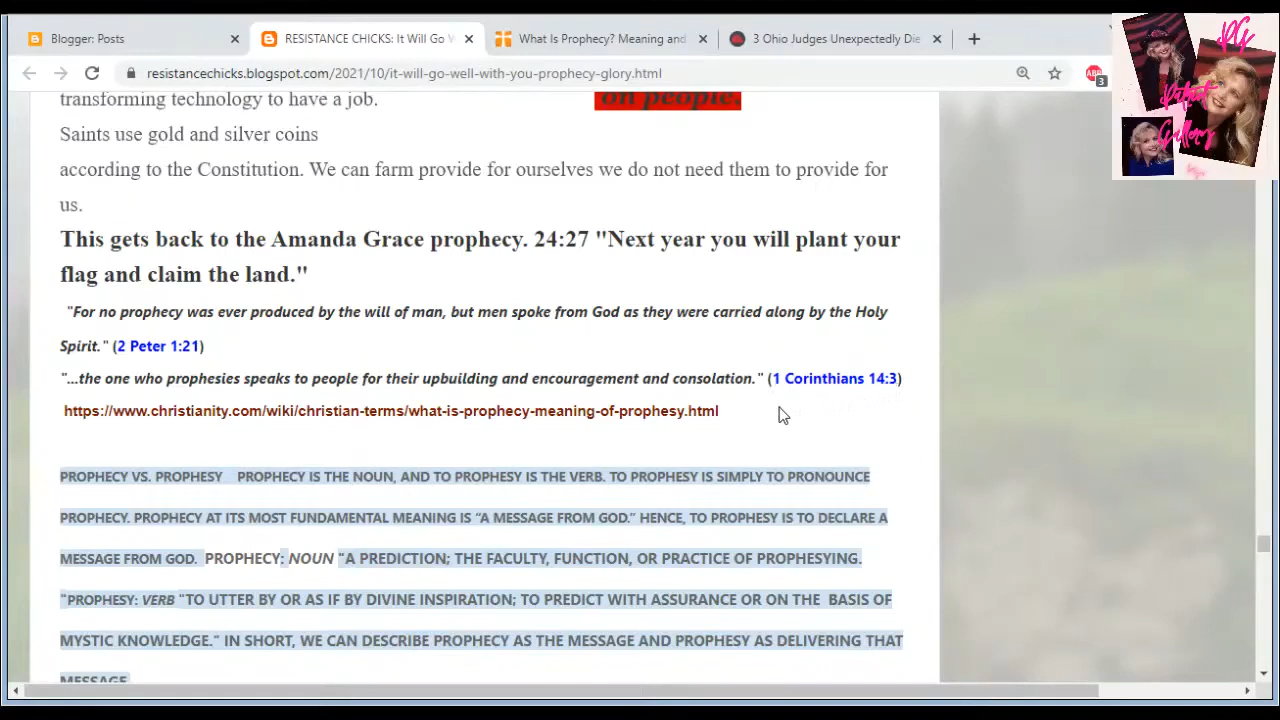 Blogger: Posts
RESISTANCE CHICKS: It Will Go W
What Is Prophecy? Meaning and
3 Ohio Judges Unexpectedly Die
resistancechicks.blogspot.com/2021/10/it-will-go-well-with-you-prophecy-glory.html
ABP
3
PG
Patriot
Gallery
transforming technology to have a job.
on people.
Saints use gold and silver coins
according to the Constitution. We can farm provide for ourselves we do not need them to provide for
us.
This gets back to the Amanda Grace prophecy. 24:27 "Next year you will plant your
flag and claim the land."
"For no prophecy was ever produced by the will of man, but men spoke from God as they were carried along by the Holy
Spirit." (2 Peter 1:21)
"...the one who prophesies speaks to people for their upbuilding and encouragement and consolation." (1 Corinthians 14:3)
https://www.christianity.com/wiki/christian-terms/what-is-prophecy-meaning-of-prophesy.html
PROPHECY VS. PROPHESY PROPHECY IS THE NOUN, AND TO PROPHESY IS THE VERB. TO PROPHESY IS SIMPLY TO PRONOUNCE
PROPHECY. PROPHECY AT ITS MOST FUNDAMENTAL MEANING IS “A MESSAGE FROM GOD.” HENCE, TO PROPHESY IS TO DECLARE A
MESSAGE FROM GOD. PROPHECY: NOUN "A PREDICTION; THE FACULTY, FUNCTION, OR PRACTICE OF PROPHESYING.
"PROPHESY: VERB "TO UTTER BY OR AS IF BY DIVINE INSPIRATION; TO PREDICT WITH ASSURANCE OR ON THE BASIS OF
MYSTIC KNOWLEDGE." IN SHORT, WE CAN DESCRIBE PROPHECY AS THE MESSAGE AND PROPHESY AS DELIVERING THAT
MESSAGE